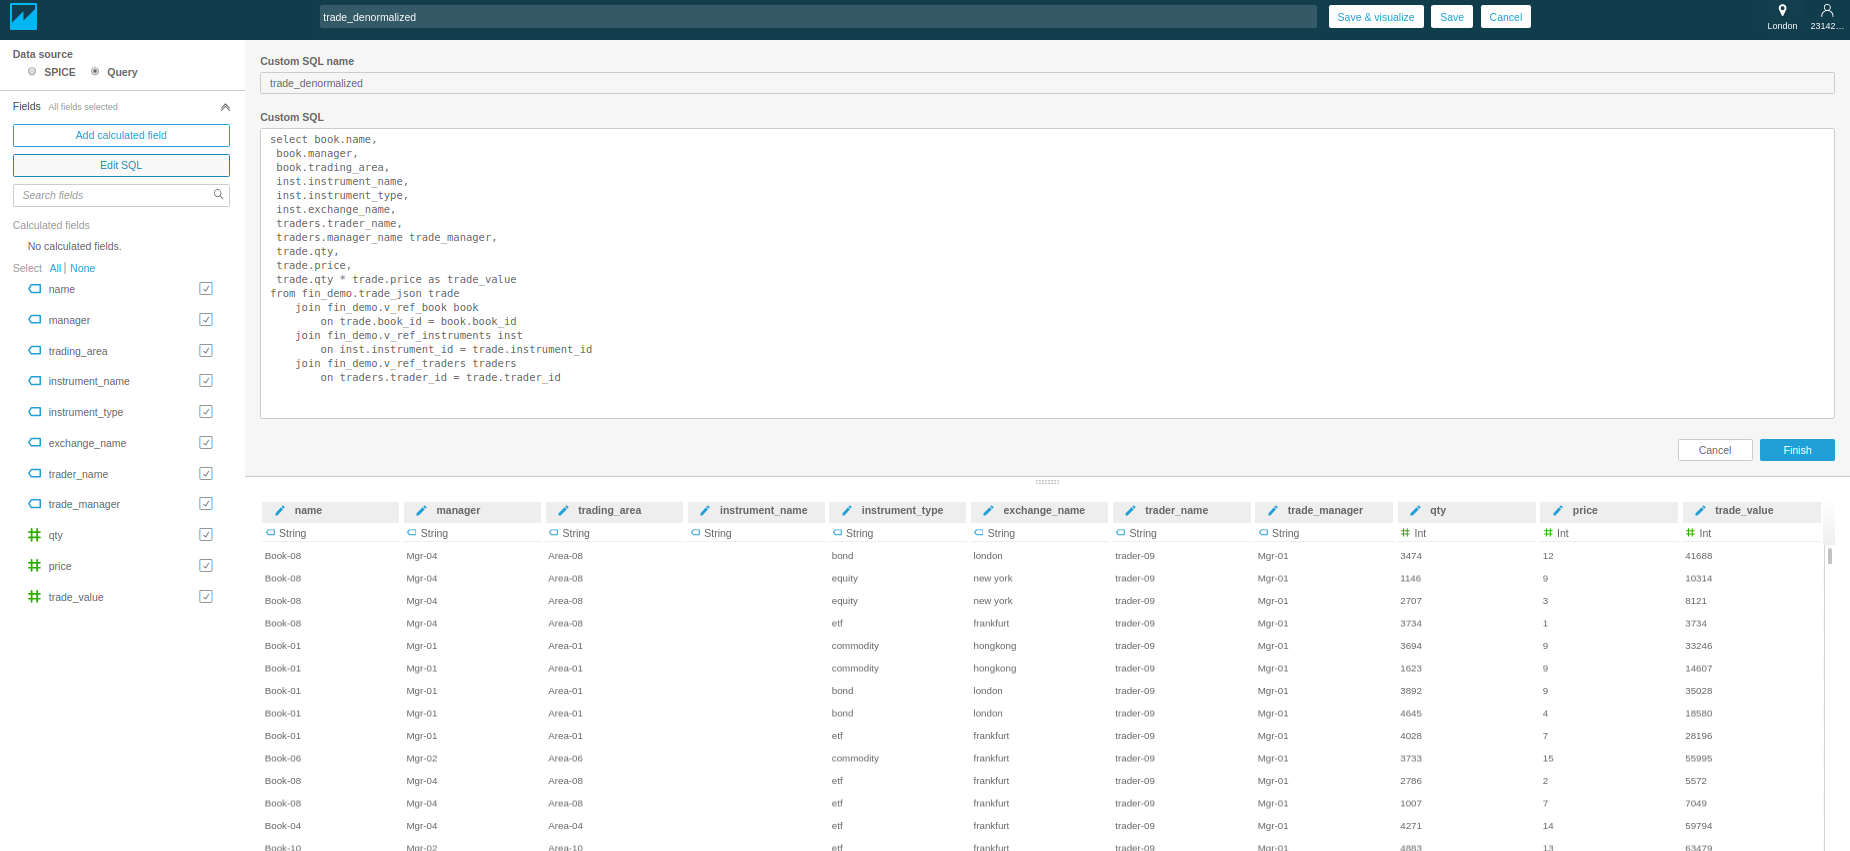 trade_denormalized
Save & visualize
Save
Cancel
London
23142...
Data source
SPICE
Query
Fields All fields selected
Add calculated field
Edit SQL
Search fields
Calculated fields
No calculated fields.
Select All | None
name
manager
trading_area
instrument_name
instrument_type
exchange_name
trader_name
trade_manager
qty
price
trade_value
Custom SQL name
trade_denormalized
Custom SQL
select book.name,
book.manager,
book.trading_area,
inst.instrument_name,
inst.instrument_type,
inst.exchange_name,
traders.trader_name,
traders.manager_name trade_manager,
trade.qty,
trade.price,
trade.qty * trade.price as trade_value
from fin_demo.trade_json trade
join fin_demo.v_ref_book book
on trade.book_id = book.book_id
join fin_demo.v_ref_instruments inst
on inst.instrument_id = trade.instrument_id
join fin_demo.v_ref_traders traders
on traders.trader_id = trade.trader_id
Cancel
Finish
name manager trading_area instrument_name instrument_type exchange_name trader_name trade_manager qty price trade_value
String String String String String String String String Int Int Int
Book-08 Mgr-04 Area-08 bond london trader-09 Mgr-01 3474 12 41688
Book-08 Mgr-04 Area-08 equity new york trader-09 Mgr-01 1146 9 10314
Book-08 Mgr-04 Area-08 equity new york trader-09 Mgr-01 2707 3 8121
Book-08 Mgr-04 Area-08 etf frankfurt trader-09 Mgr-01 3734 1 3734
Book-01 Mgr-01 Area-01 commodity hongkong trader-09 Mgr-01 3694 9 33246
Book-01 Mgr-01 Area-01 commodity hongkong trader-09 Mgr-01 1623 9 14607
Book-01 Mgr-01 Area-01 bond london trader-09 Mgr-01 3892 9 35028
Book-01 Mgr-01 Area-01 bond london trader-09 Mgr-01 4645 4 18580
Book-01 Mgr-01 Area-01 etf frankfurt trader-09 Mgr-01 4028 7 28196
Book-06 Mgr-02 Area-06 commodity frankfurt trader-09 Mgr-01 3733 15 55995
Book-08 Mgr-04 Area-08 etf frankfurt trader-09 Mgr-01 2786 2 5572
Book-08 Mgr-04 Area-08 etf frankfurt trader-09 Mgr-01 1007 7 7049
Book-04 Mgr-04 Area-04 etf frankfurt trader-09 Mgr-01 4271 14 59794
Book-10 Mgr-02 Area-10 etf frankfurt trader-09 Mgr-01 4883 13 63479